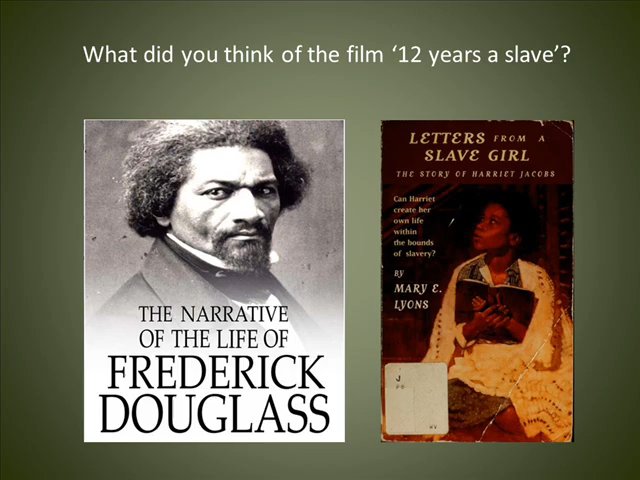 What did you think of the film ‘12 years a slave’?
THE NARRATIVE
OF THE LIFE OF
FREDERICK
DOUGLASS
LETTERS FROM A
SLAVE GIRL
THE STORY OF HARRIET JACOBS
Can Harriet
create her
own life
within
the bounds
of slavery?
BY
MARY E.
LYONS
J